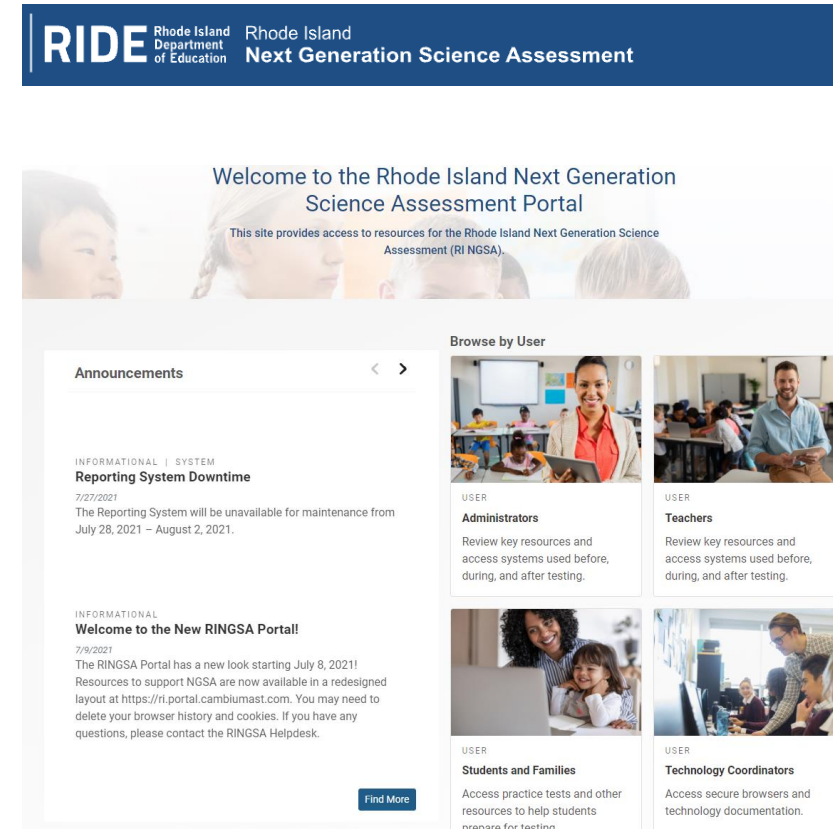 RIDE
Rhode Island
Department
of Education
Rhode Island
Next Generation Science Assessment
Welcome to the Rhode Island Next Generation
Science Assessment Portal
This site provides access to resources for the Rhode Island Next Generation Science
Assessment (RI NGSA).
Announcements
INFORMATIONAL | SYSTEM
Reporting System Downtime
7/27/2021
The Reporting System will be unavailable for maintenance from
July 28, 2021 – August 2, 2021.
INFORMATIONAL
Welcome to the New RINGSA Portal!
7/9/2021
The RINGSA Portal has a new look starting July 8, 2021!
Resources to support NGSA are now available in a redesigned
layout at https://ri.portal.cambiumast.com. You may need to
delete your browser history and cookies. If you have any
questions, please contact the RINGSA Helpdesk.
Find More
Browse by User
USER
Administrators
Review key resources and
access systems used before,
during, and after testing.
USER
Teachers
Review key resources and
access systems used before,
during, and after testing.
USER
Students and Families
Access practice tests and other
resources to help students
prepare for testing
USER
Technology Coordinators
Access secure browsers and
technology documentation.